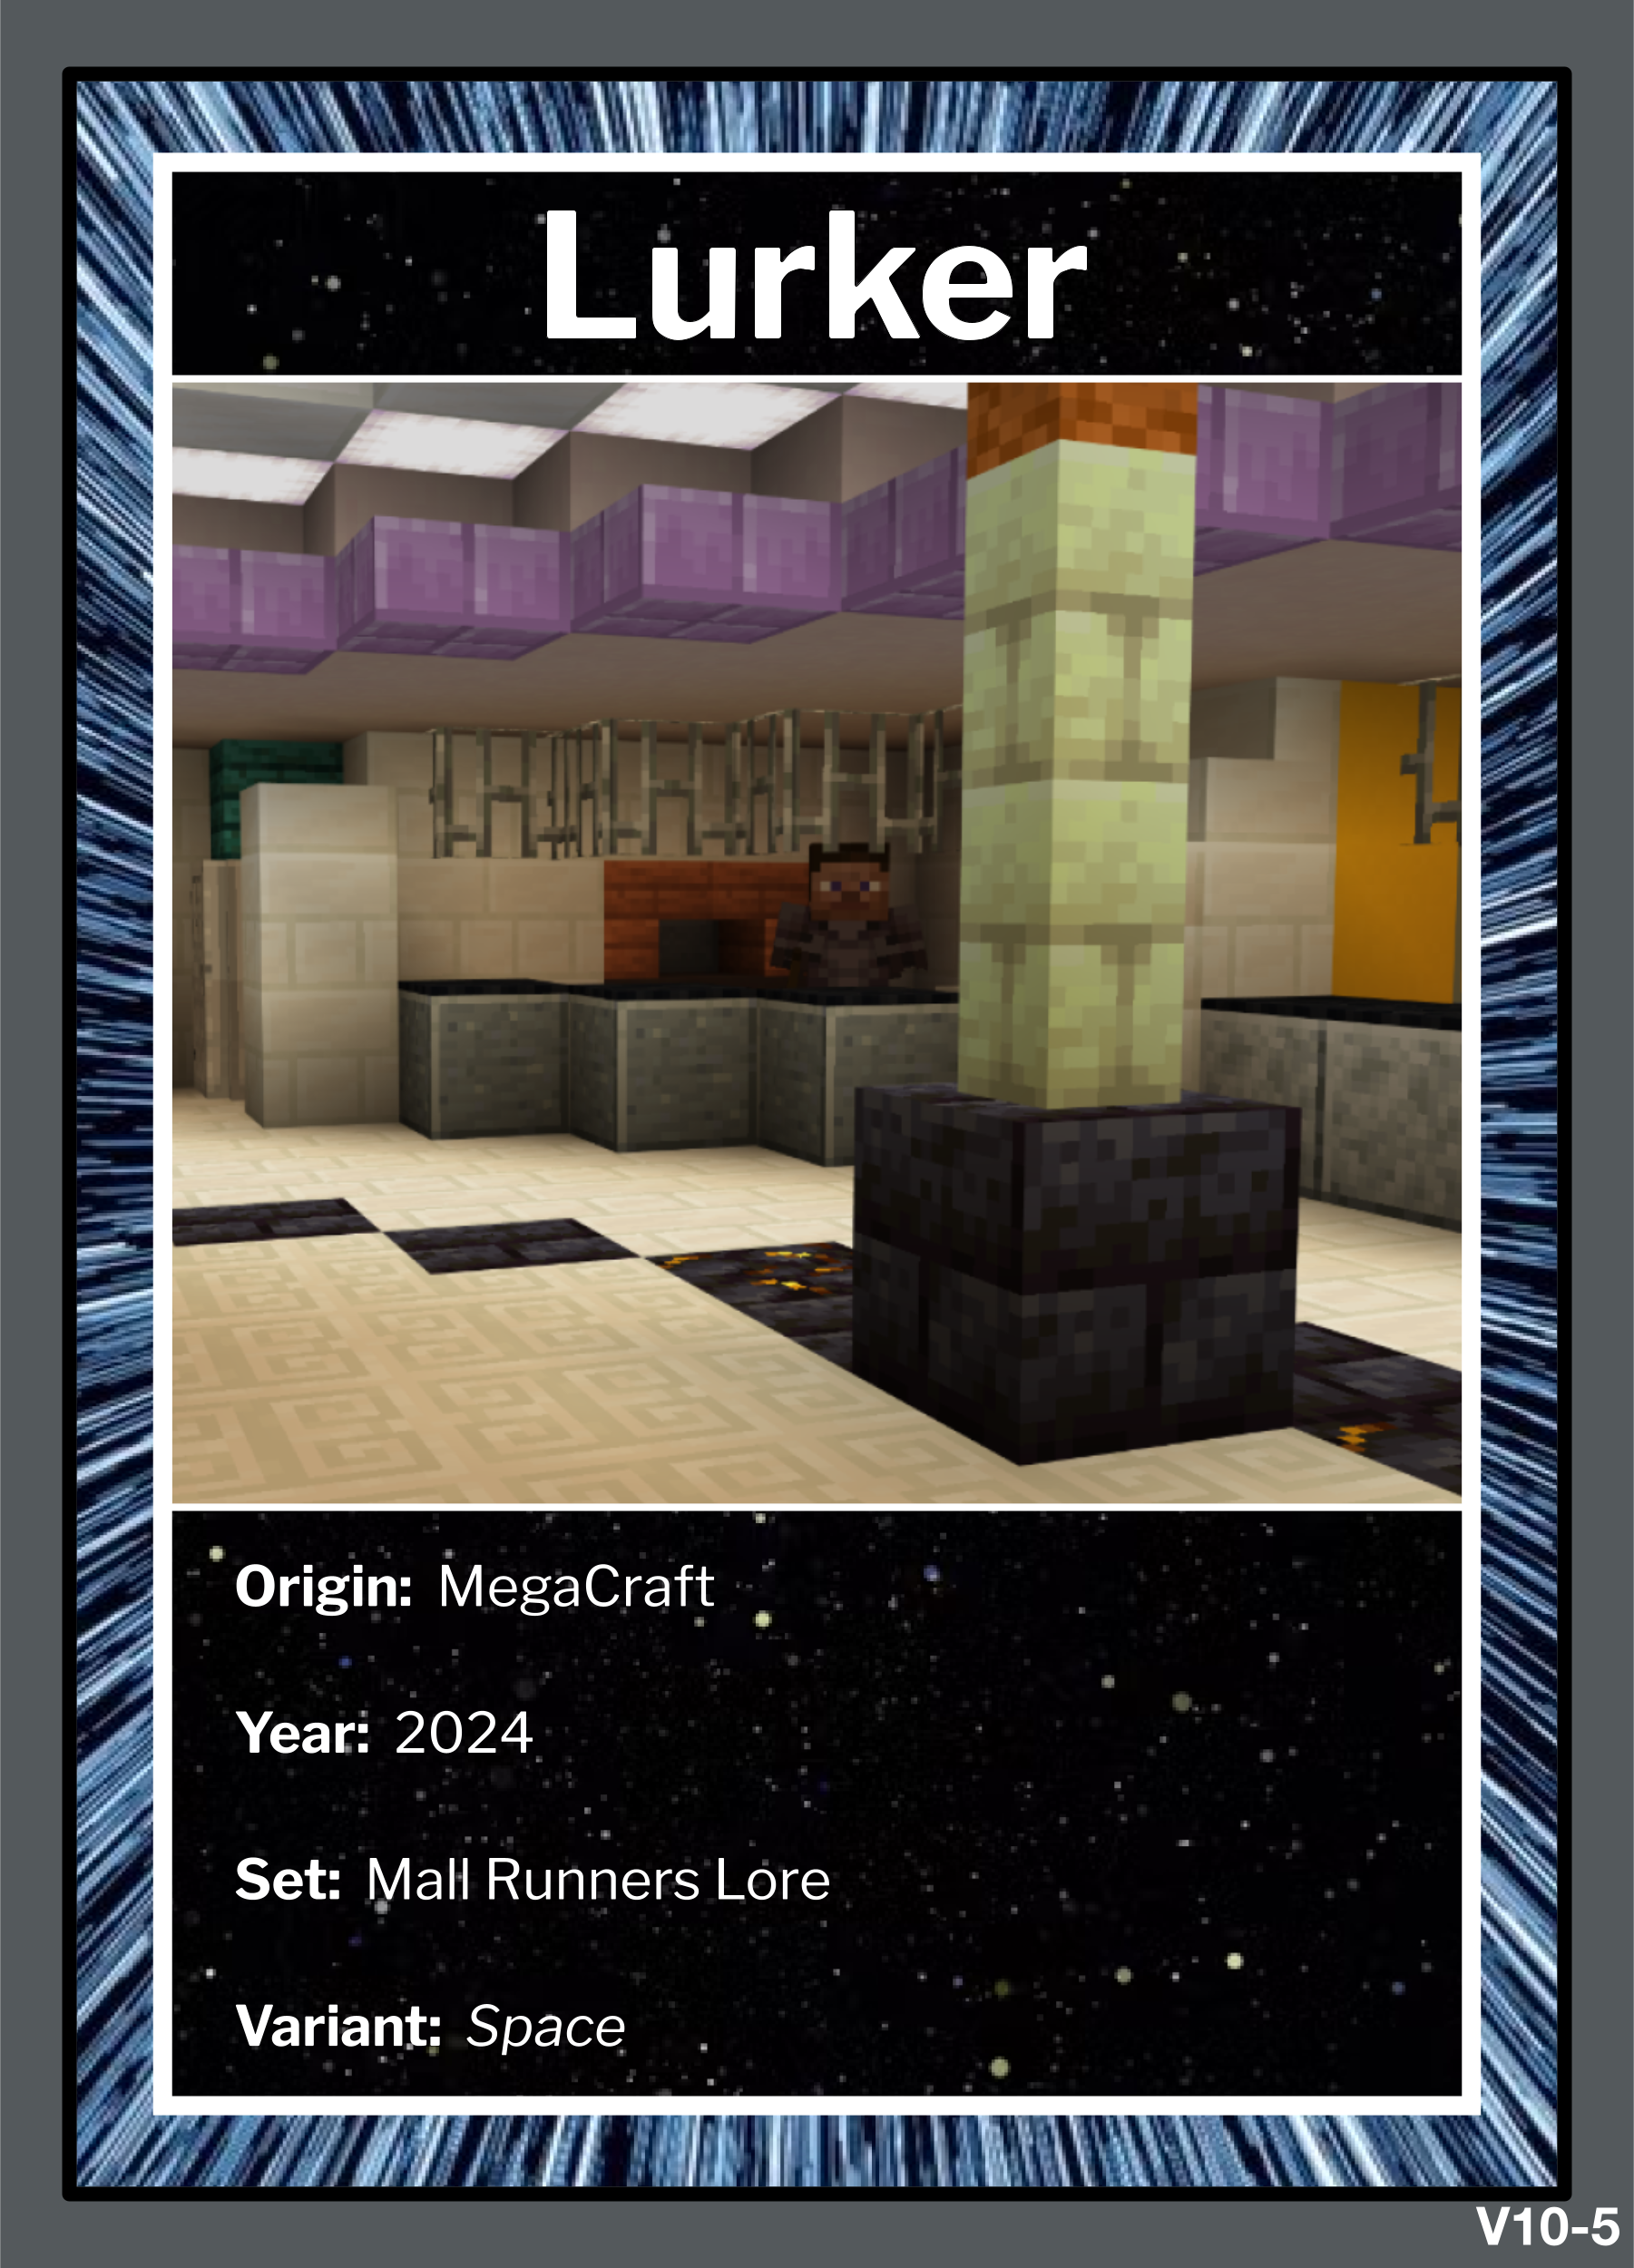 Lurker
Origin: MegaCraft
Year: 2024
Set: Mall Runners Lore
Variant: Space
V10-5